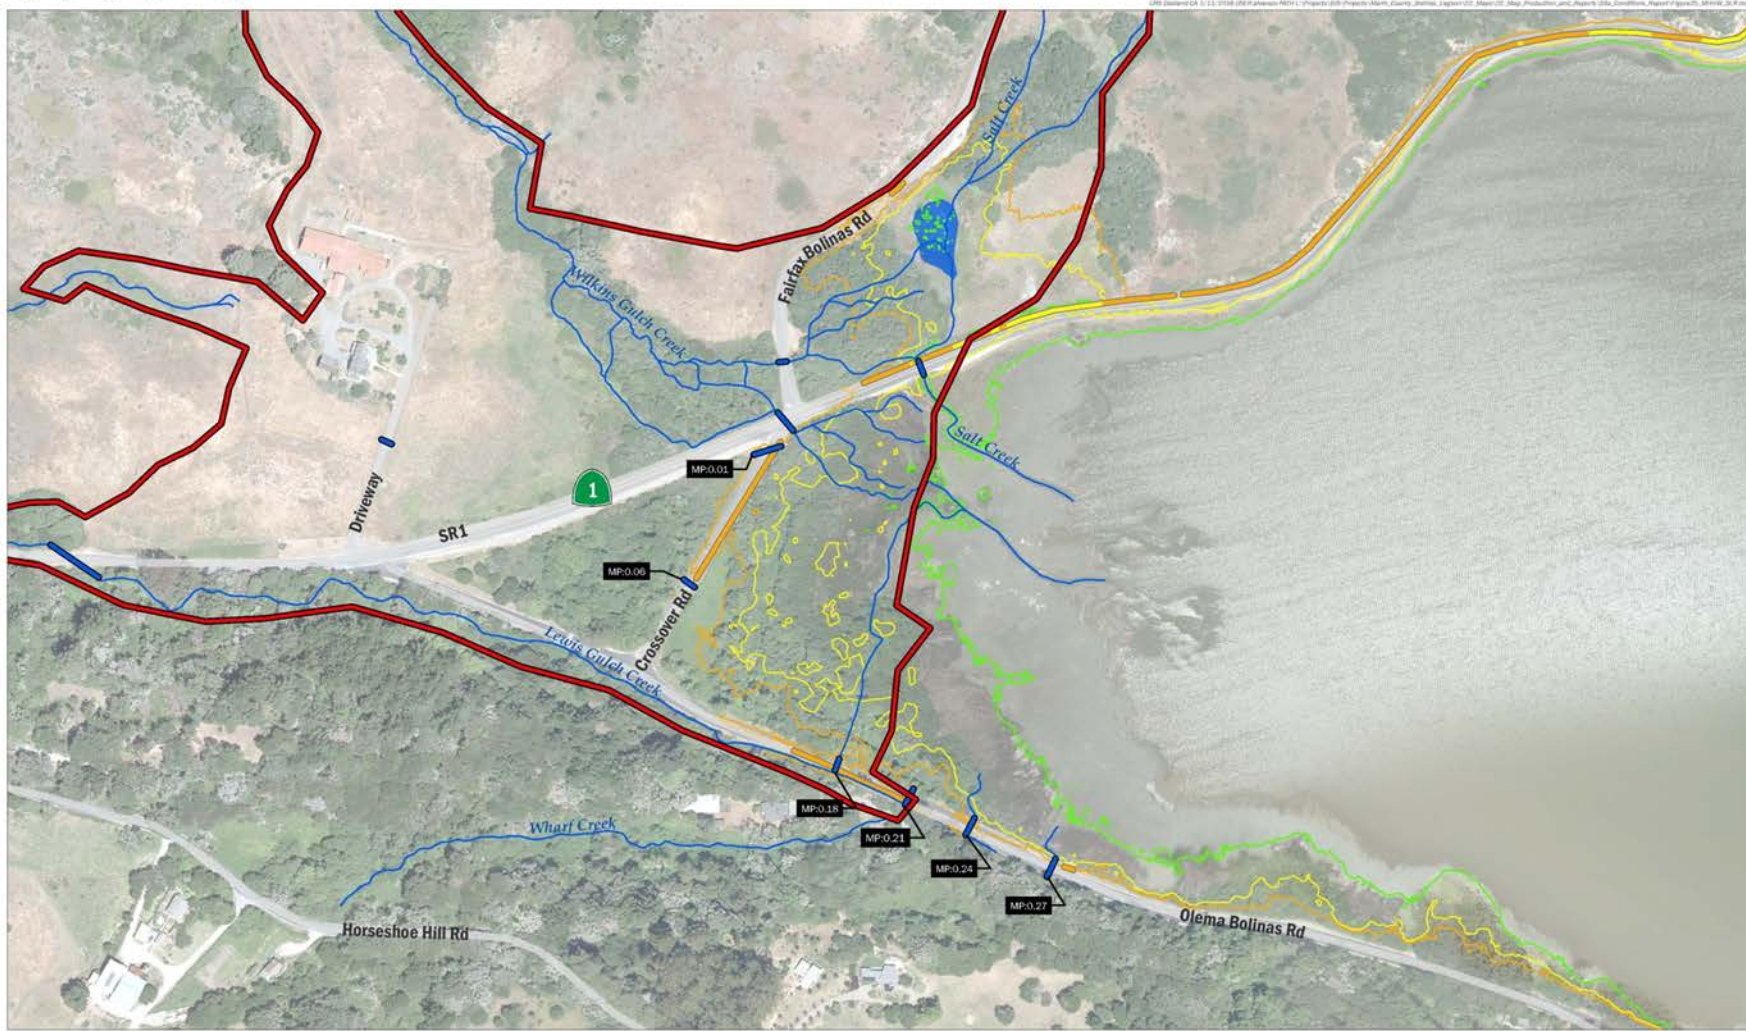 Salt Creek
Fairfax Bolinas Rd
Wilkins Gulch Creek
Salt Creek
MP:0.01
1
Driveway
SR1
MP:0.06
Crossover Rd
Lewis Gulch Creek
MP:0.18
Wharf Creek
MP:0.21
MP:0.24
MP:0.27
Olema Bolinas Rd
Horseshoe Hill Rd